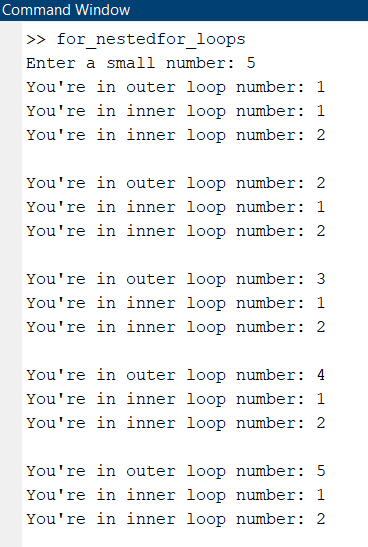 Command Window
>> for_nestedfor_loops
Enter a small number: 5
You're in outer loop number: 1
You're in inner loop number: 1
You're in inner loop number: 2
You're in outer loop number: 2
You're in inner loop number: 1
You're in inner loop number: 2
You're in outer loop number: 3
You're in inner loop number: 1
You're in inner loop number: 2
You're in outer loop number: 4
You're in inner loop number: 1
You're in inner loop number: 2
You're in outer loop number: 5
You're in inner loop number: 1
You're in inner loop number: 2